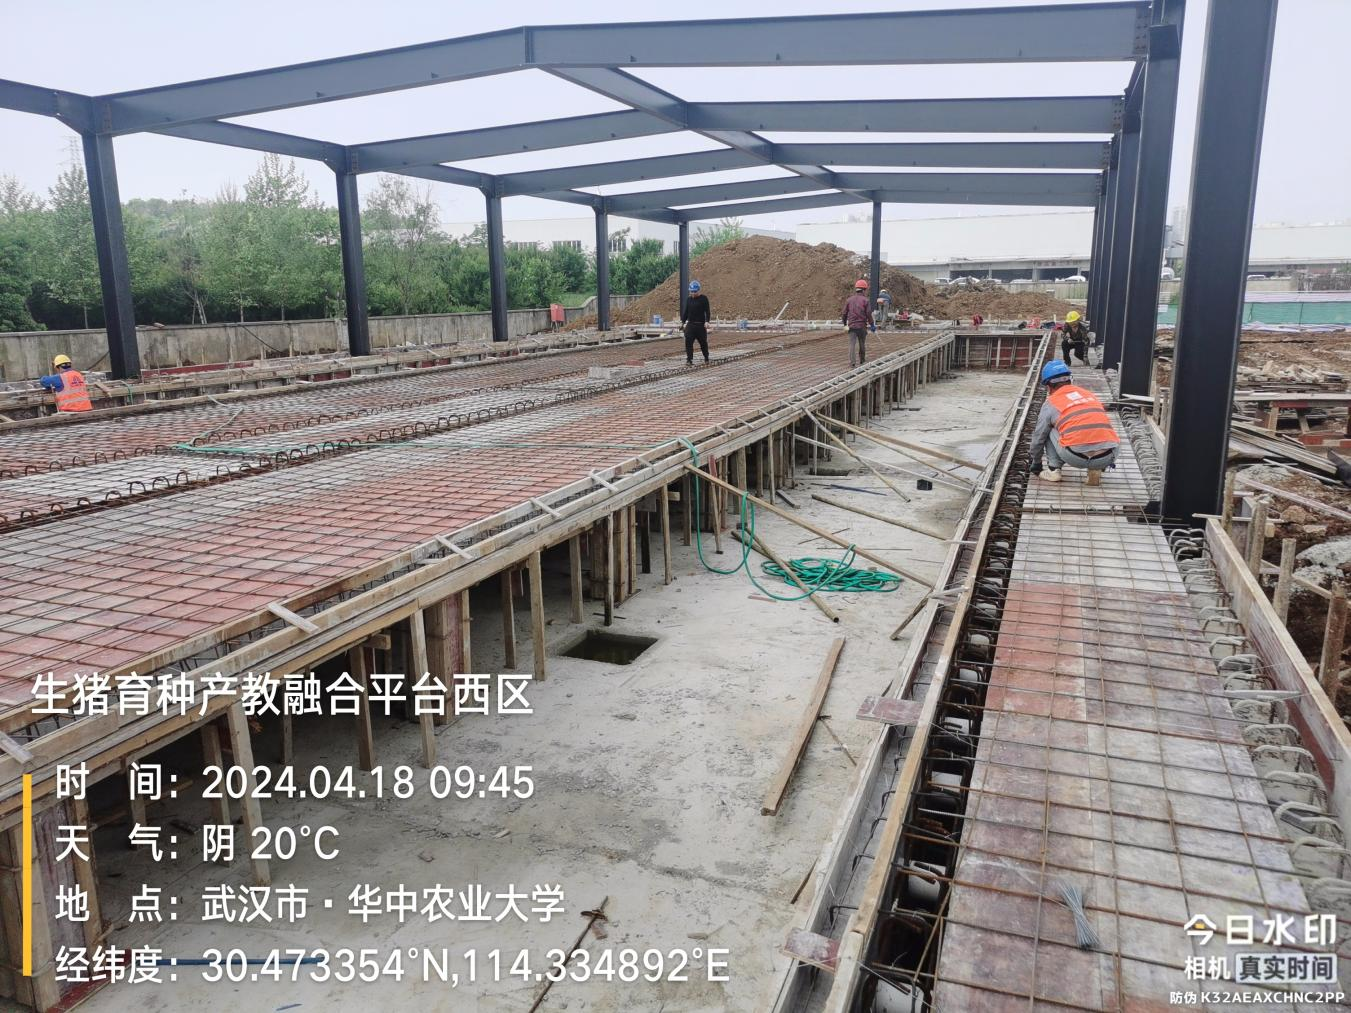 生猪育种产教融合平台西区
时 间：2024.04.18 09:45
天 气：阴 20°C
地 点：武汉市·华中农业大学
经纬度：30.473354°N,114.334892°E
今日水印
相机 真实时间
防伪 K32AEAXCHNC2PP